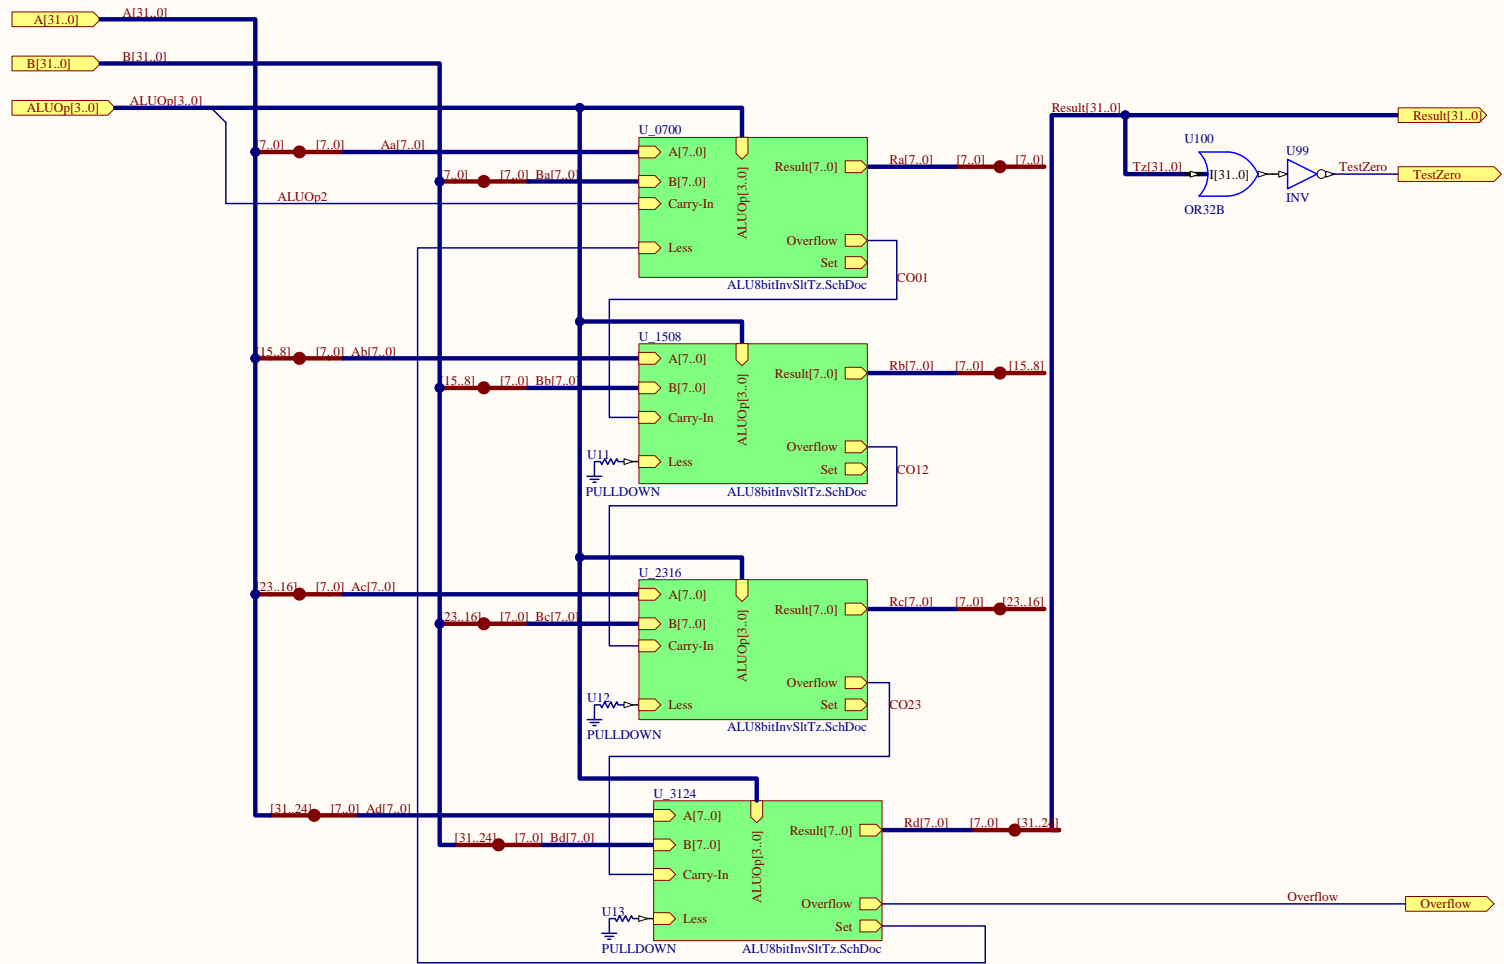 A[31..0]
A[31..0]
B[31..0]
B[31..0]
ALUOp[3..0]
ALUOp[3..0]
ALUOp2
U_0700
[7..0]
[7..0]
Aa[7..0]
A[7..0]
[7..0]
[7..0]
Ba[7..0]
B[7..0]
Carry-In
Less
ALUOp[3..0]
Result[7..0]
Ra[7..0]
[7..0]
[7..0]
Overflow
Set
CO01
ALU8bitInvSltTz.SchDoc
U_1508
[15..8]
[7..0]
Ab[7..0]
A[7..0]
[15..8]
[7..0]
Bb[7..0]
B[7..0]
Carry-In
U11
Less
PULLDOWN
ALUOp[3..0]
Result[7..0]
Rb[7..0]
[7..0]
[15..8]
Overflow
Set
CO12
ALU8bitInvSltTz.SchDoc
U_2316
[23..16]
[7..0]
Ac[7..0]
A[7..0]
[23..16]
[7..0]
Bc[7..0]
B[7..0]
Carry-In
U12
Less
PULLDOWN
ALUOp[3..0]
Result[7..0]
Rc[7..0]
[7..0]
[23..16]
Overflow
Set
CO23
ALU8bitInvSltTz.SchDoc
U_3124
[31..24]
[7..0]
Ad[7..0]
A[7..0]
[31..24]
[7..0]
Bd[7..0]
B[7..0]
Carry-In
U13
Less
PULLDOWN
ALUOp[3..0]
Result[7..0]
Rd[7..0]
[7..0]
[31..24]
Overflow
Set
ALU8bitInvSltTz.SchDoc
Overflow
Overflow
Result[31..0]
Result[31..0]
U100
Tz[31..0]
I[31..0]
OR32B
U99
INV
TestZero
TestZero